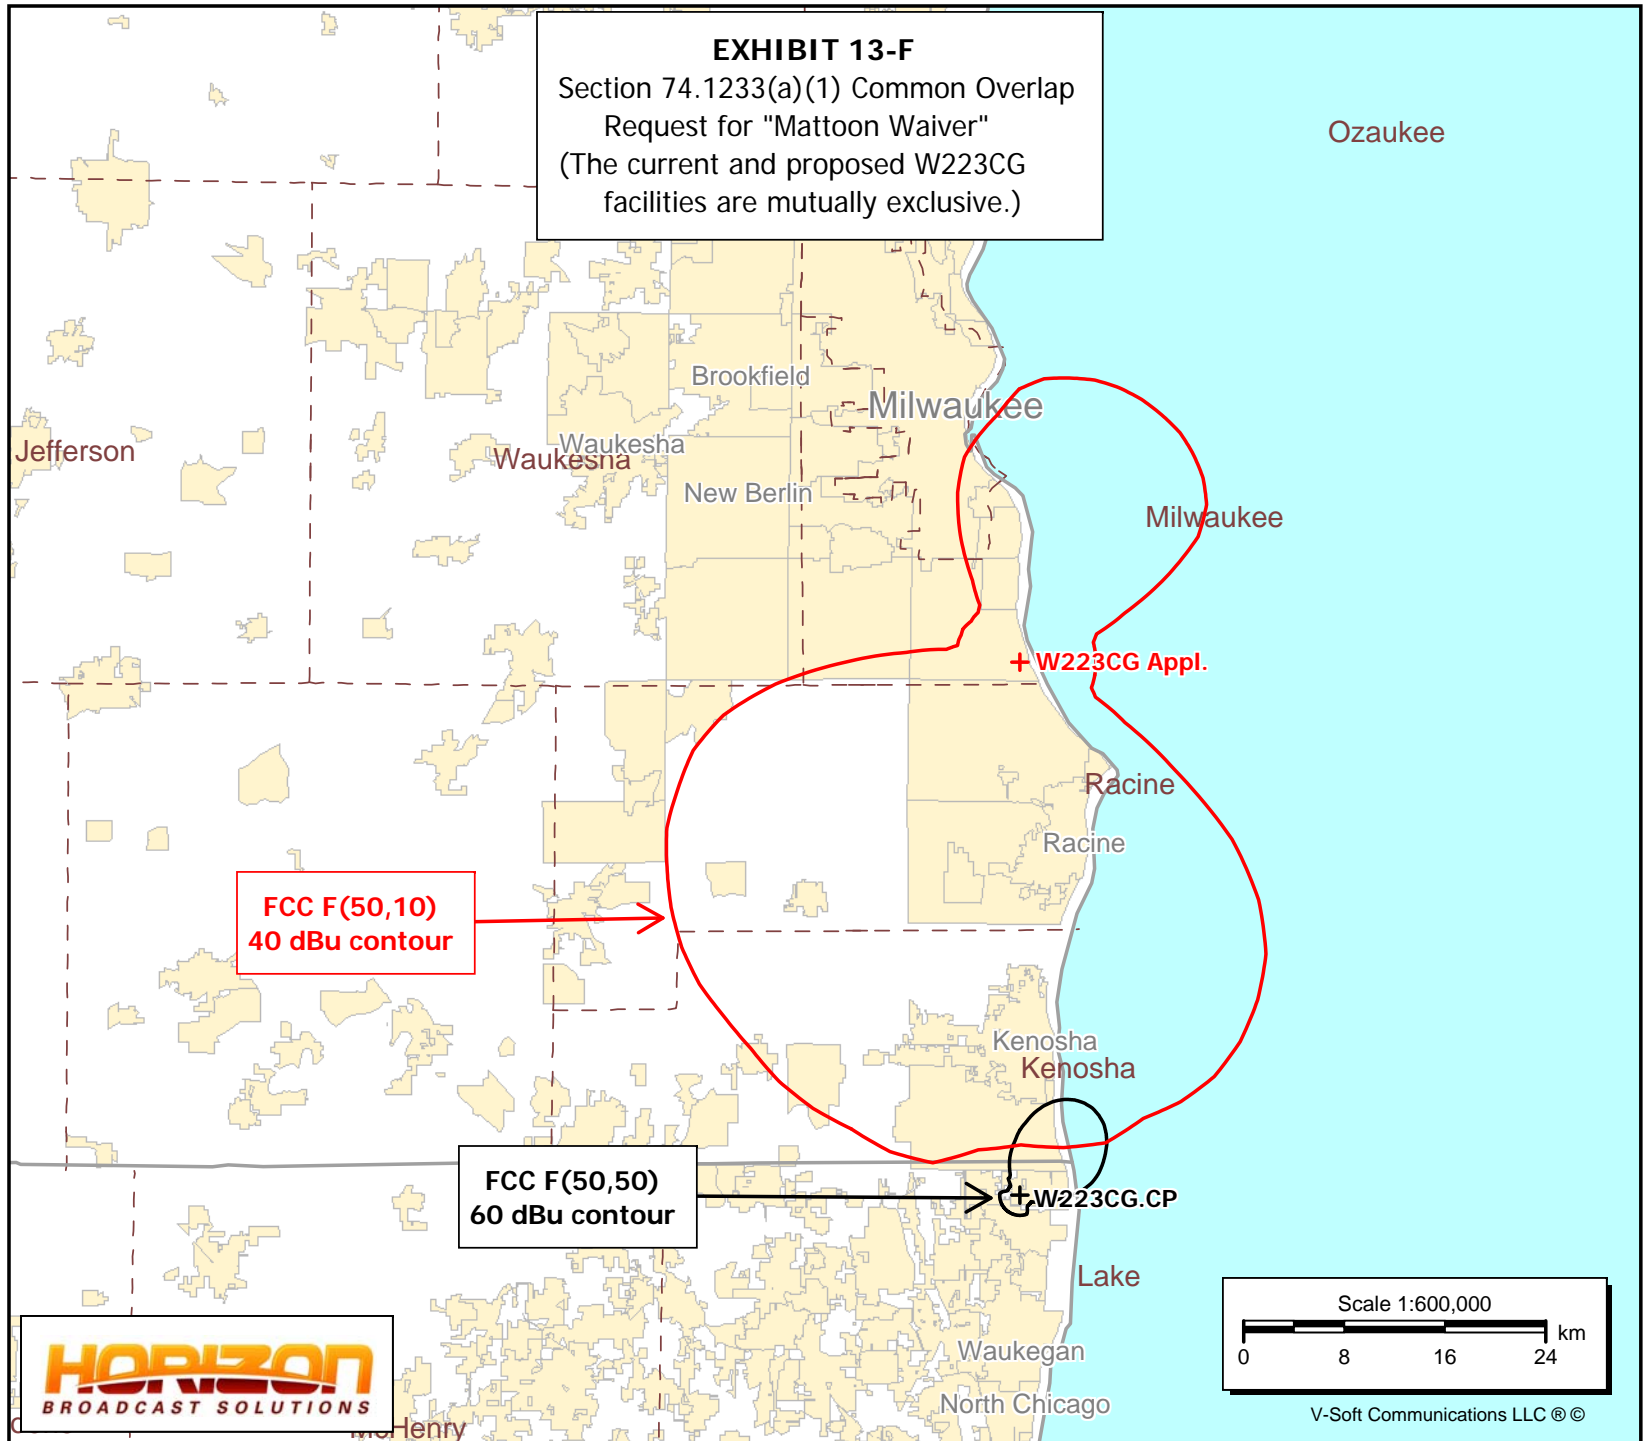 EXHIBIT 13-F
Section 74.1233(a)(1) Common Overlap
Request for "Mattoon Waiver"
(The current and proposed W223CG
facilities are mutually exclusive.)
Ozaukee
Brookfield
Milwaukee
Jefferson
Waukesha
Waukesha
New Berlin
Milwaukee
W223CG Appl.
Racine
Racine
FCC F(50,10)
40 dBu contour
Kenosha
Kenosha
FCC F(50,50)
60 dBu contour
W223CG.CP
Lake
Scale 1:600,000
km
0 8 16 24
Waukegan
North Chicago
HORIZON
BROADCAST SOLUTIONS
McHenry
V-Soft Communications LLC ® ©